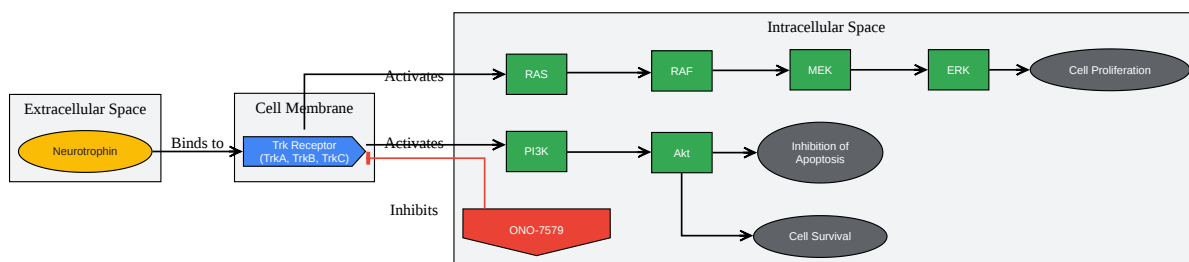 Intracellular Space
Activates
RAS
RAF
MEK
ERK
Cell Proliferation
Extracellular Space
Cell Membrane
Neurotrophin
Binds to
Trk Receptor
(TrkA, TrkB, TrkC)
Activates
PI3K
Akt
Inhibition of
Apoptosis
Inhibits
ONO-7579
Cell Survival